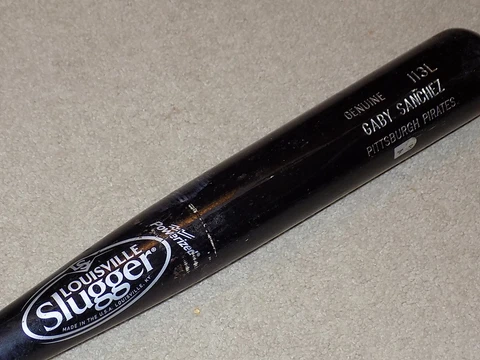 GENUINE I13L
GABY SANCHEZ
PITTSBURGH PIRATES
Powerized
LOUISVILLE
Slugger®
MADE IN THE U.S.A. LOUISVILLE, KY